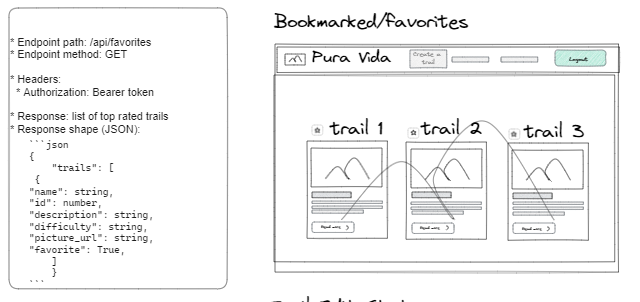 * Endpoint path: /api/favorites
* Endpoint method: GET
* Headers:
* Authorization: Bearer token
* Response: list of top rated trails
* Response shape (JSON):
```json
{
"trails": [
{
"name": string,
"id": number,
"description": string,
"difficulty": string,
"picture_url": string,
"favorite": True,
]
}
```
Bookmarked/favorites
Pura Vida
Create a
trail
Logout
trail 1
trail 2
trail 3
Read more >
Read more >
Read more >